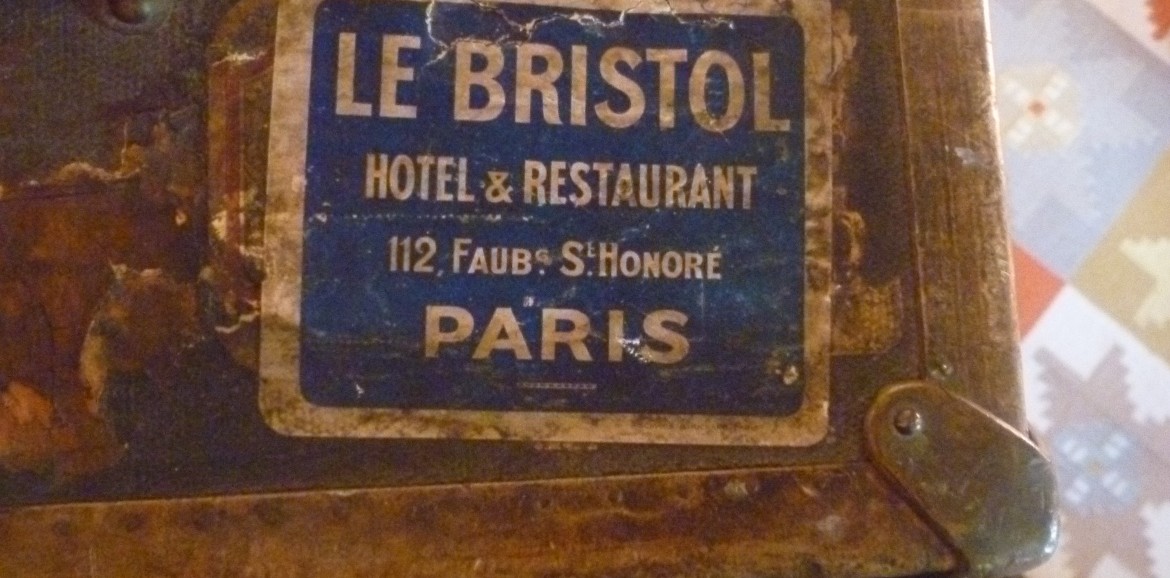 LE BRISTOL
HOTEL & RESTAURANT
112, FAUBG. ST. HONORÉ
PARIS